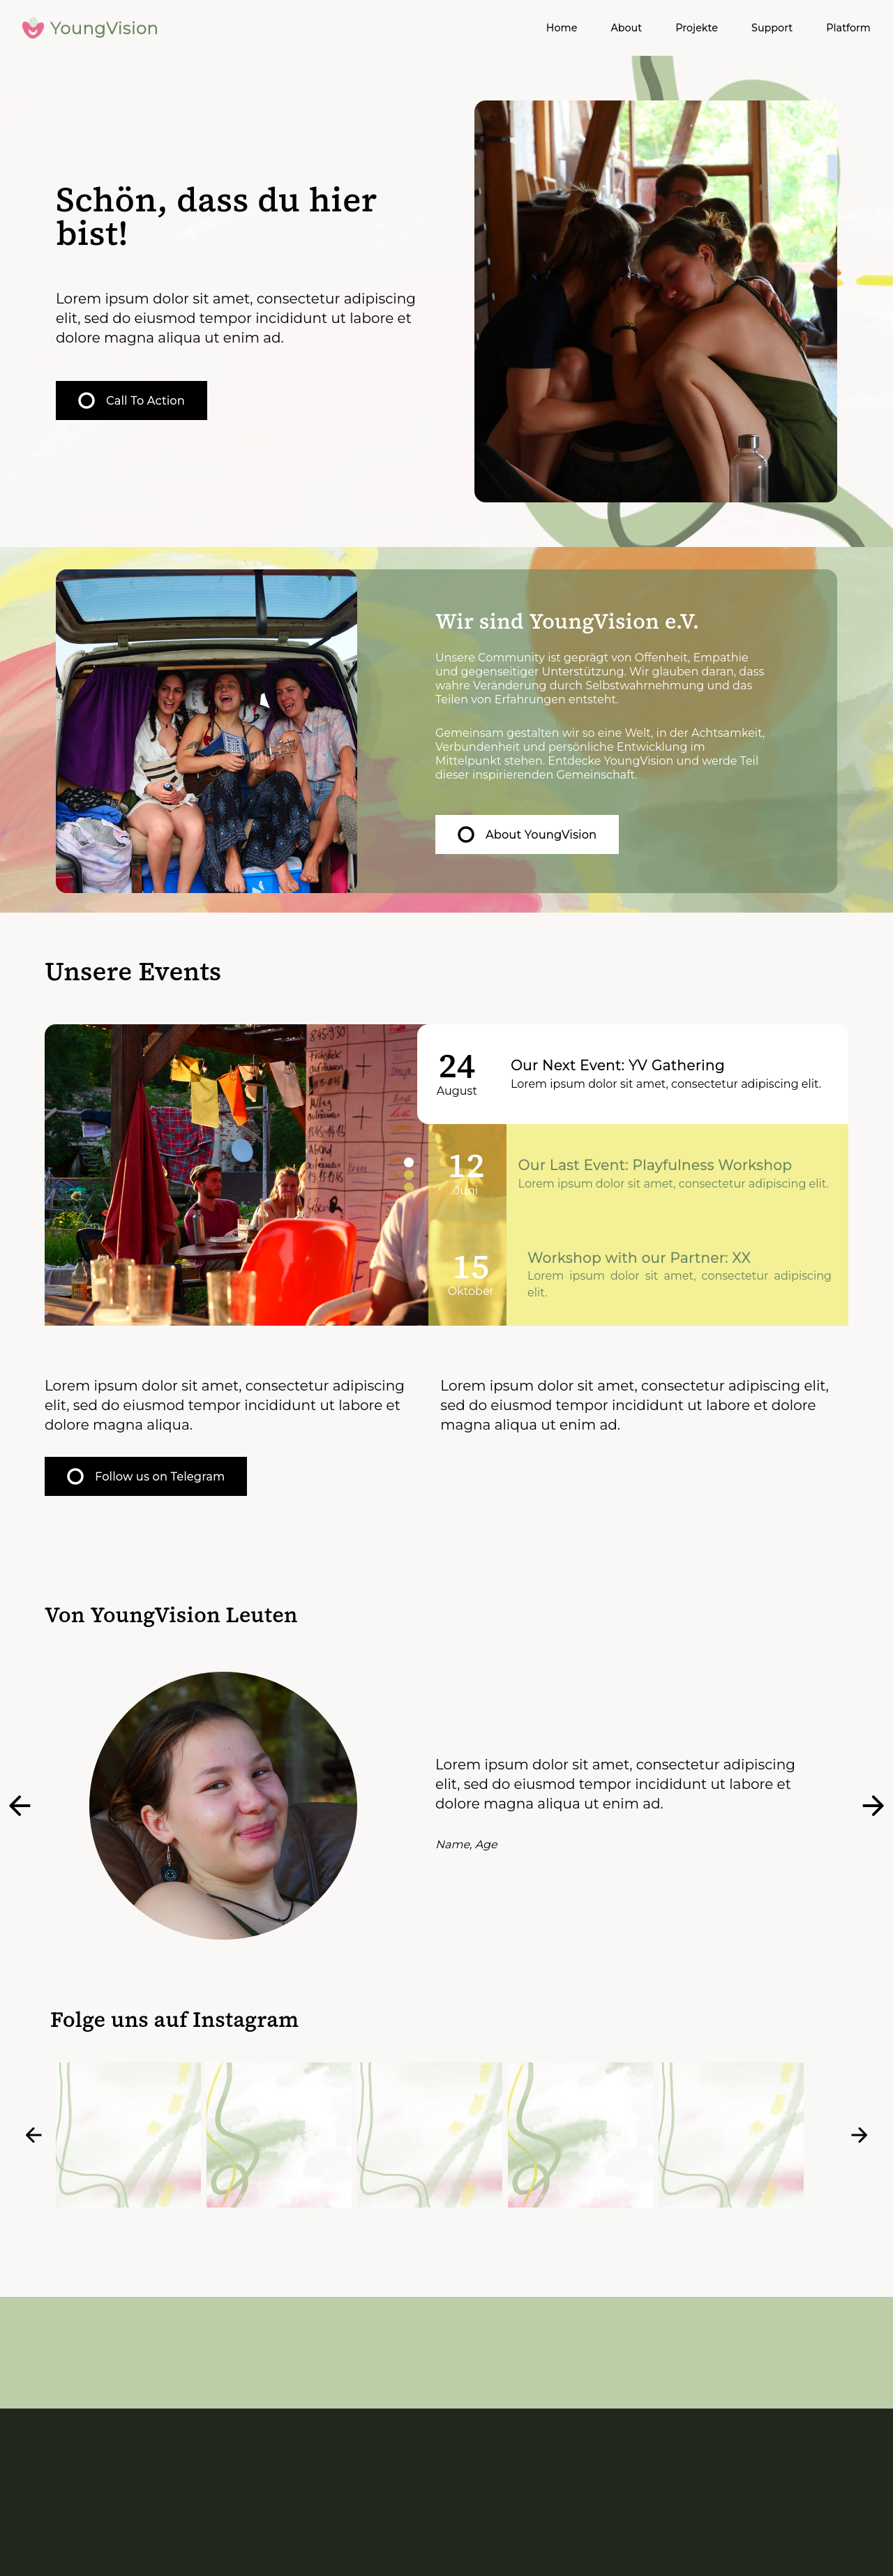 YoungVision
Home
About
Projekte
Support
Platform
Schön, dass du hier
bist!
Lorem ipsum dolor sit amet, consectetur adipiscing
elit, sed do eiusmod tempor incididunt ut labore et
dolore magna aliqua ut enim ad.
Call To Action
Wir sind YoungVision e.V.
Unsere Community ist geprägt von Offenheit, Empathie
und gegenseitiger Unterstützung. Wir glauben daran, dass
wahre Veränderung durch Selbstwahrnehmung und das
Teilen von Erfahrungen entsteht.
Gemeinsam gestalten wir so eine Welt, in der Achtsamkeit,
Verbundenheit und persönliche Entwicklung im
Mittelpunkt stehen. Entdecke YoungVision und werde Teil
dieser inspirierenden Gemeinschaft.
About YoungVision
Unsere Events
24
August
Our Next Event: YV Gathering
Lorem ipsum dolor sit amet, consectetur adipiscing elit.
12
Juni
Our Last Event: Playfulness Workshop
Lorem ipsum dolor sit amet, consectetur adipiscing elit.
15
Oktober
Workshop with our Partner: XX
Lorem ipsum dolor sit amet, consectetur adipiscing
elit.
Lorem ipsum dolor sit amet, consectetur adipiscing
elit, sed do eiusmod tempor incididunt ut labore et
dolore magna aliqua.
Lorem ipsum dolor sit amet, consectetur adipiscing elit,
sed do eiusmod tempor incididunt ut labore et dolore
magna aliqua ut enim ad.
Follow us on Telegram
Von YoungVision Leuten
Lorem ipsum dolor sit amet, consectetur adipiscing
elit, sed do eiusmod tempor incididunt ut labore et
dolore magna aliqua ut enim ad.
Name, Age
Folge uns auf Instagram